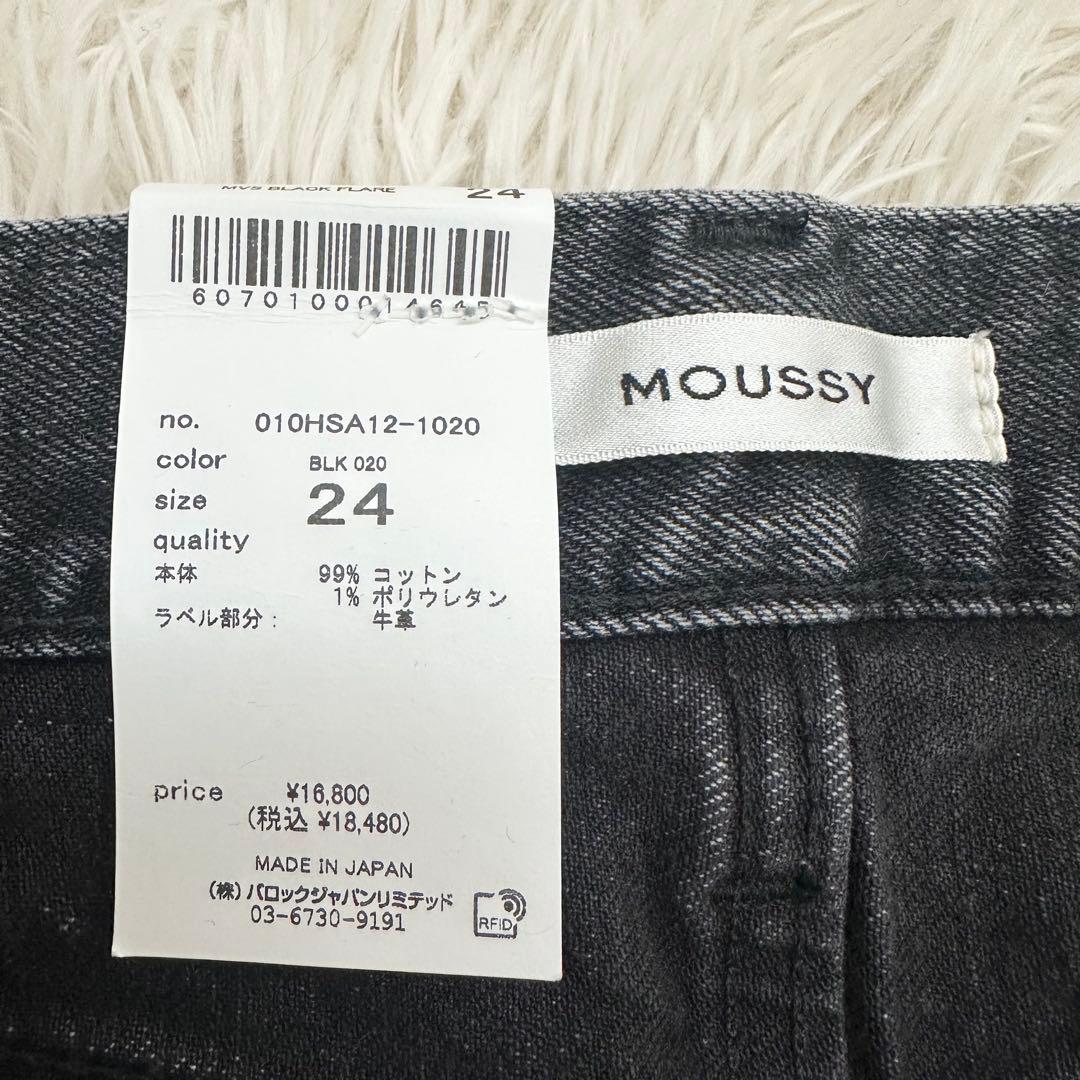 MVS BLACK FLARE 24
6070100014645
MOUSSY
no. 010HSA12-1020
color BLK 020
size 24
quality
本体 99% コットン
1% ポリウレタン
ラベル部分: 牛革
price ¥16,800
(税込 ¥18,480)
MADE IN JAPAN
(株)バロックジャパンリミテッド
03-6730-9191
RFID